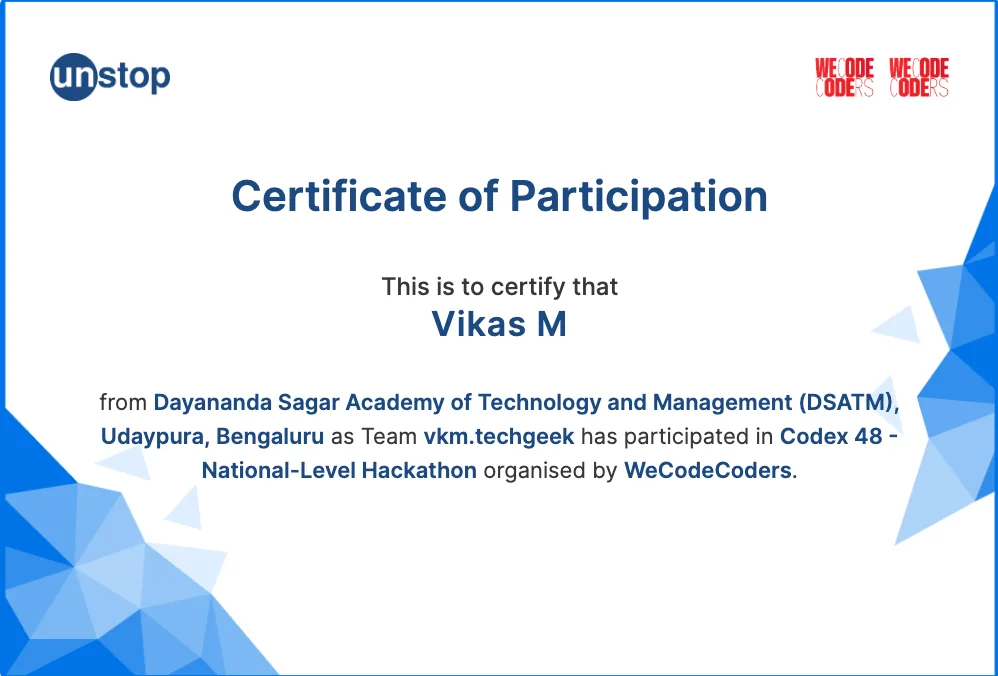 unstop
WECODE WECODE
CODERS CODERS
Certificate of Participation
This is to certify that
Vikas M
from Dayananda Sagar Academy of Technology and Management (DSATM),
Udaypura, Bengaluru as Team vkm.techgeek has participated in Codex 48 -
National-Level Hackathon organised by WeCodeCoders.